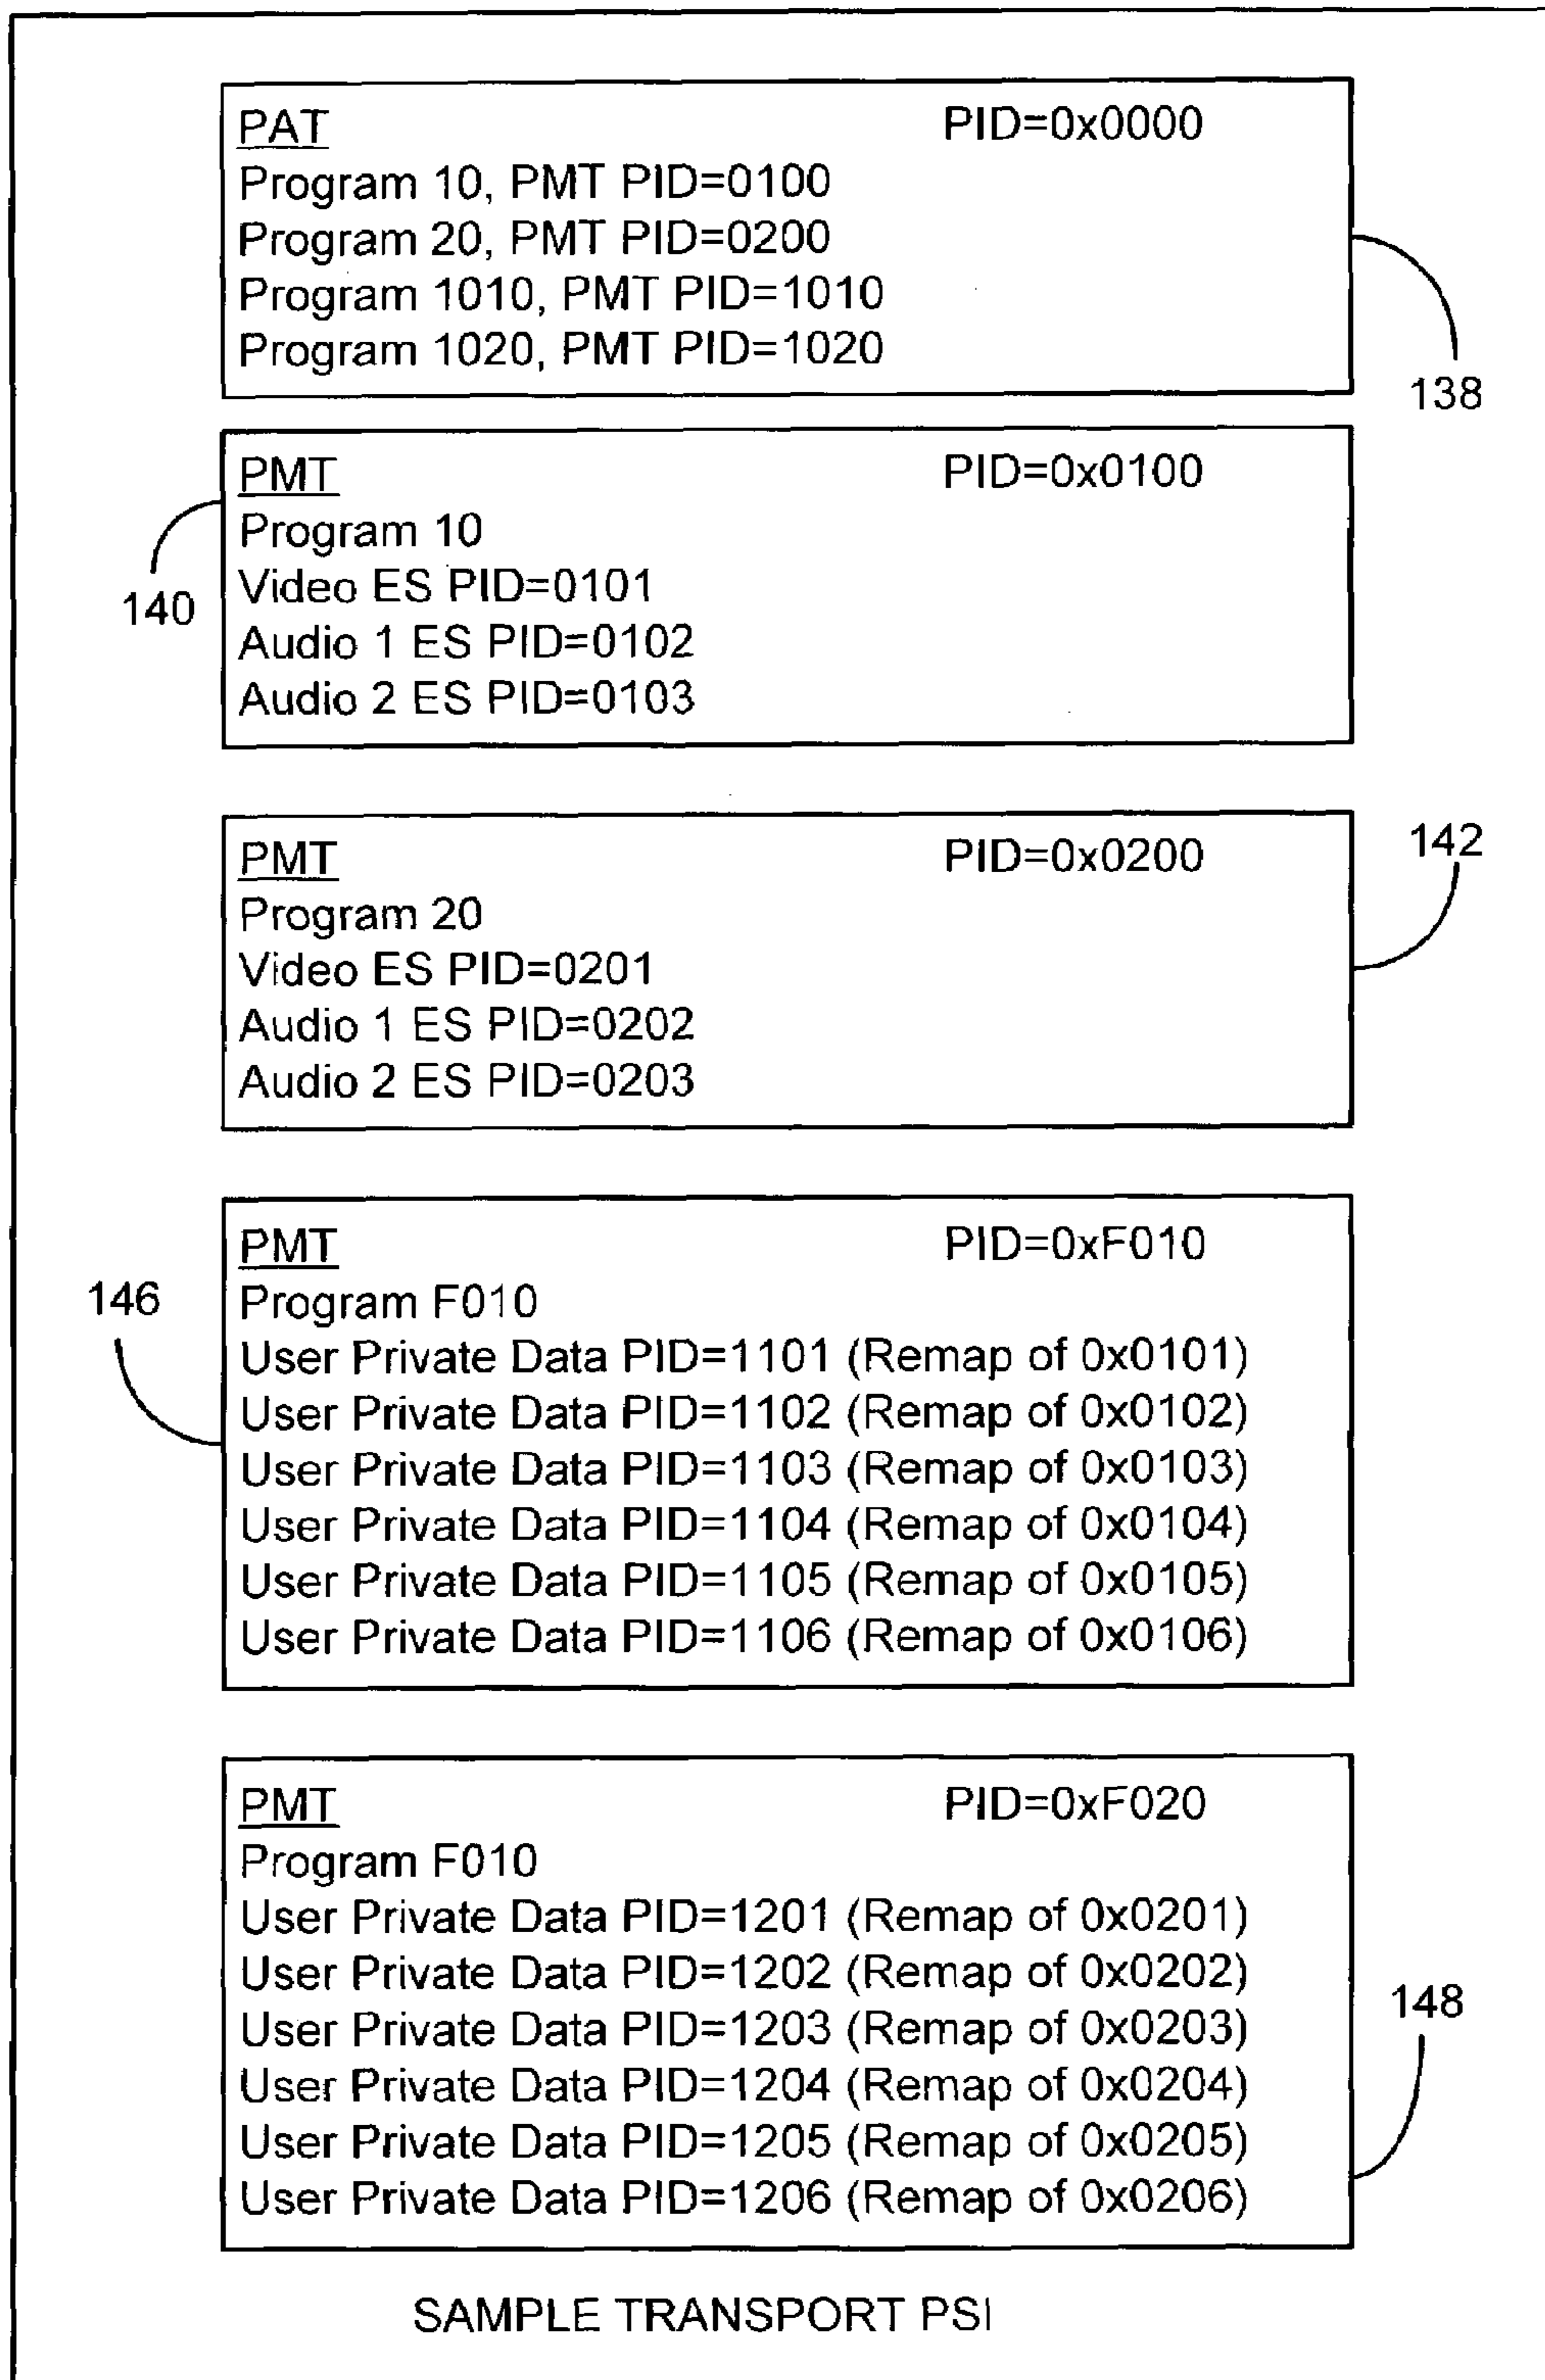 PAT PID=0x0000
Program 10, PMT PID=0100
Program 20, PMT PID=0200
Program 1010, PMT PID=1010
Program 1020, PMT PID=1020
138
PMT PID=0x0100
Program 10
Video ES PID=0101
Audio 1 ES PID=0102
Audio 2 ES PID=0103
140
PMT PID=0x0200
Program 20
Video ES PID=0201
Audio 1 ES PID=0202
Audio 2 ES PID=0203
142
PMT PID=0xF010
Program F010
User Private Data PID=1101 (Remap of 0x0101)
User Private Data PID=1102 (Remap of 0x0102)
User Private Data PID=1103 (Remap of 0x0103)
User Private Data PID=1104 (Remap of 0x0104)
User Private Data PID=1105 (Remap of 0x0105)
User Private Data PID=1106 (Remap of 0x0106)
146
PMT PID=0xF020
Program F010
User Private Data PID=1201 (Remap of 0x0201)
User Private Data PID=1202 (Remap of 0x0202)
User Private Data PID=1203 (Remap of 0x0203)
User Private Data PID=1204 (Remap of 0x0204)
User Private Data PID=1205 (Remap of 0x0205)
User Private Data PID=1206 (Remap of 0x0206)
148
SAMPLE TRANSPORT PSI